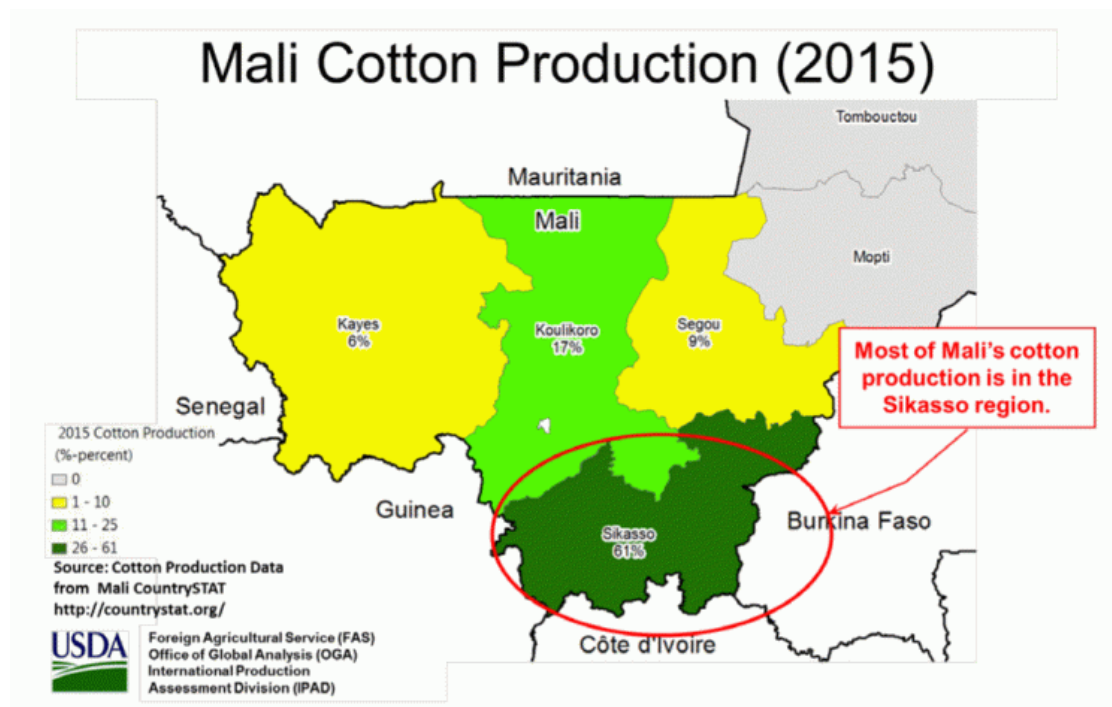 Mali Cotton Production (2015)
Tombouctou
Mauritania
Mali
Mopti
Kayes
6%
Koulikoro
17%
Segou
9%
Most of Mali's cotton
production is in the
Sikasso region.
Senegal
2015 Cotton Production
(%-percent)
0
1 - 10
11 - 25
26 - 61
Guinea
Burkina Faso
Sikasso
61%
Côte d'Ivoire
Source: Cotton Production Data
from Mali CountrySTAT
http://countrystat.org/
USDA
Foreign Agricultural Service (FAS)
Office of Global Analysis (OGA)
International Production
Assessment Division (IPAD)